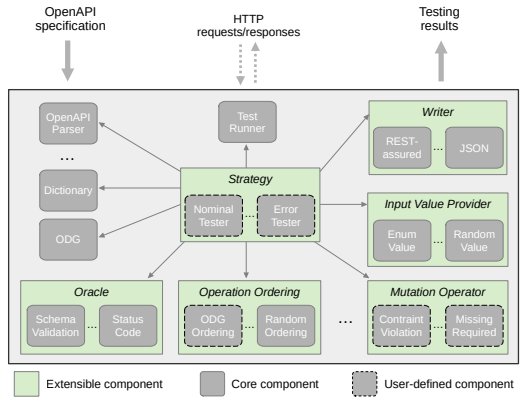 OpenAPI
specification
HTTP
requests/responses
Testing
results
OpenAPI
Parser
...
Dictionary
ODG
Test
Runner
Writer
REST-
assured
...
JSON
Strategy
Nominal
Tester
...
Error
Tester
Input Value Provider
Enum
Value
...
Random
Value
Oracle
Schema
Validation
...
Status
Code
Operation Ordering
ODG
Ordering
...
Random
Ordering
...
Mutation Operator
Contraint
Violation
...
Missing
Required
Extensible component
Core component
User-defined component